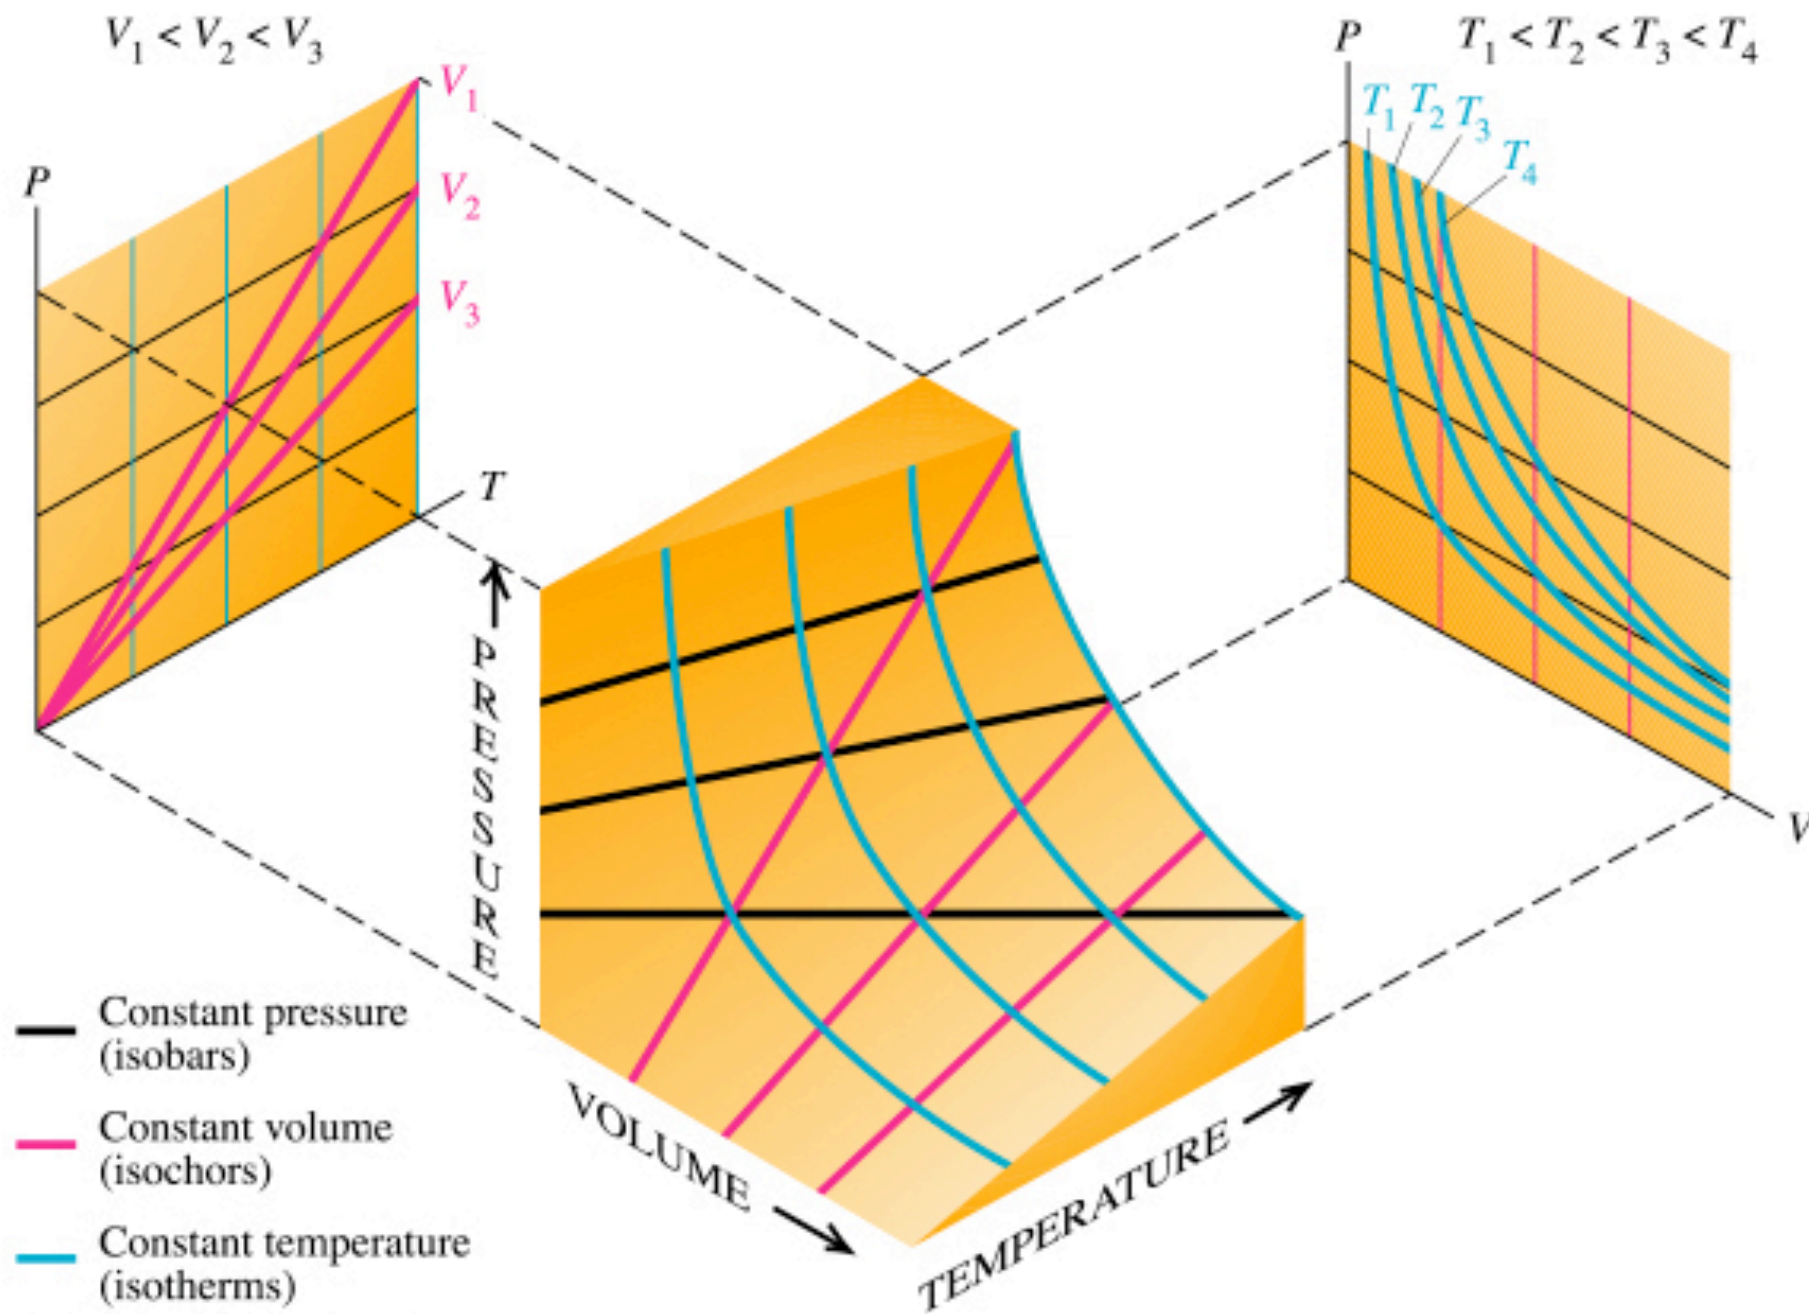 V₁ < V₂ < V₃
P
V₁
V₂
V₃
T
P
T₁ < T₂ < T₃ < T₄
T₁
T₂
T₃
T₄
V
PRESSURE
VOLUME
TEMPERATURE
Constant pressure
(isobars)
Constant volume
(isochors)
Constant temperature
(isotherms)